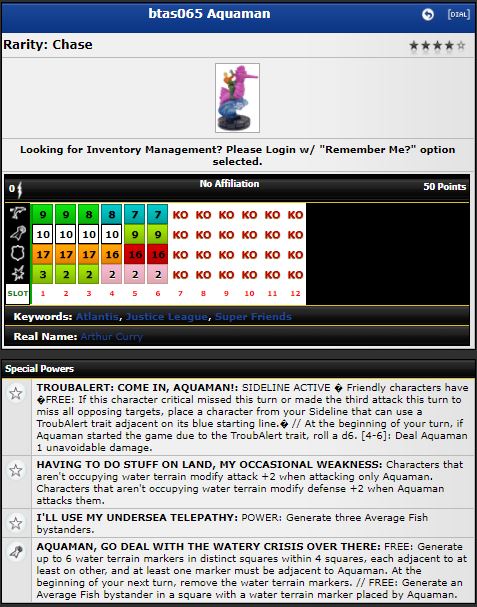 btas065 Aquaman
[DIAL]
Rarity: Chase
Looking for Inventory Management? Please Login w/ "Remember Me?" option
selected.
0
No Affiliation
50 Points
9 9 9 8 7 7 KO KO KO KO KO KO
10 10 10 10 9 9 KO KO KO KO KO KO
17 17 17 16 16 16 KO KO KO KO KO KO
3 2 2 2 2 2 KO KO KO KO KO KO
SLOT 1 2 3 4 5 6 7 8 9 10 11 12
Keywords: Atlantis, Justice League, Super Friends
Real Name: Arthur Curry
Special Powers
TROUBALERT: COME IN, AQUAMAN!: SIDELINE ACTIVE � Friendly characters have
�FREE: If this character critical missed this turn or made the third attack this turn to
miss all opposing targets, place a character from your Sideline that can use a
TroubAlert trait adjacent on its blue starting line.� // At the beginning of your turn, if
Aquaman started the game due to the TroubAlert trait, roll a d6. [4-6]: Deal Aquaman
1 unavoidable damage.
HAVING TO DO STUFF ON LAND, MY OCCASIONAL WEAKNESS: Characters that
aren't occupying water terrain modify attack +2 when attacking only Aquaman.
Characters that aren't occupying water terrain modify defense +2 when Aquaman
attacks them.
I'LL USE MY UNDERSEA TELEPATHY: POWER: Generate three Average Fish
bystanders.
AQUAMAN, GO DEAL WITH THE WATERY CRISIS OVER THERE: FREE: Generate
up to 6 water terrain markers in distinct squares within 4 squares, each adjacent to at
least on other, and at least one marker must be adjacent to Aquaman. At the
beginning of your next turn, remove the water terrain markers. // FREE: Generate an
Average Fish bystander in a square with a water terrain marker placed by Aquaman.